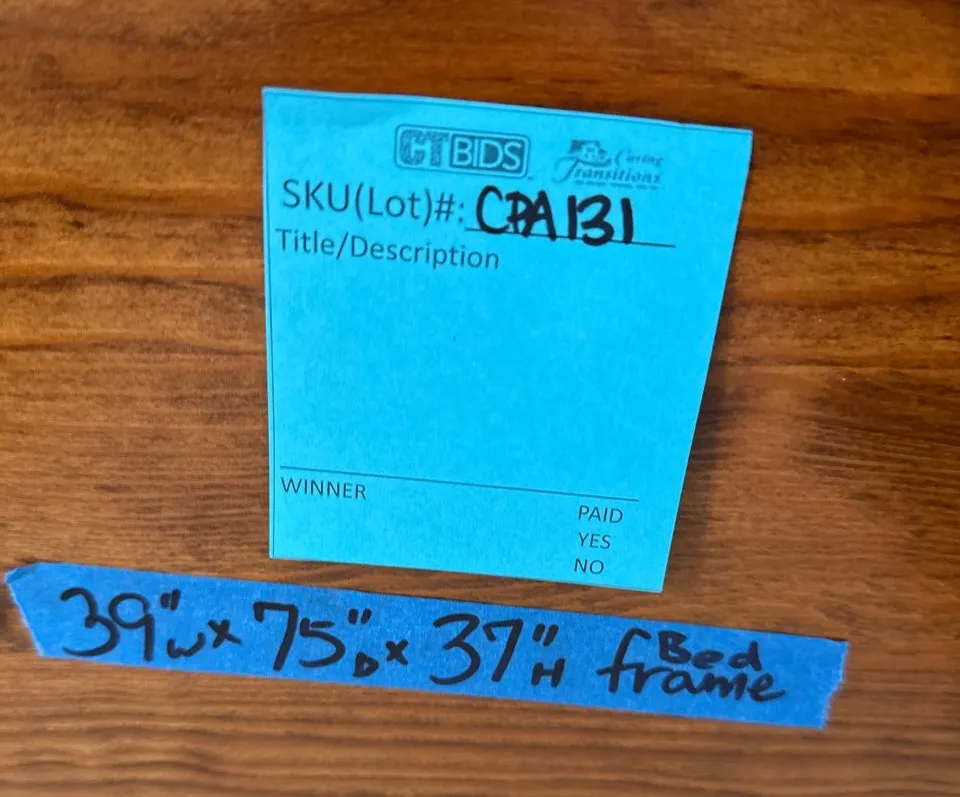 CTBIDS
Caring
Transitions
SKU(Lot)#: CPA131
Title/Description
WINNER
PAID
YES
NO
39"W x 75"D x 37"H Bed frame